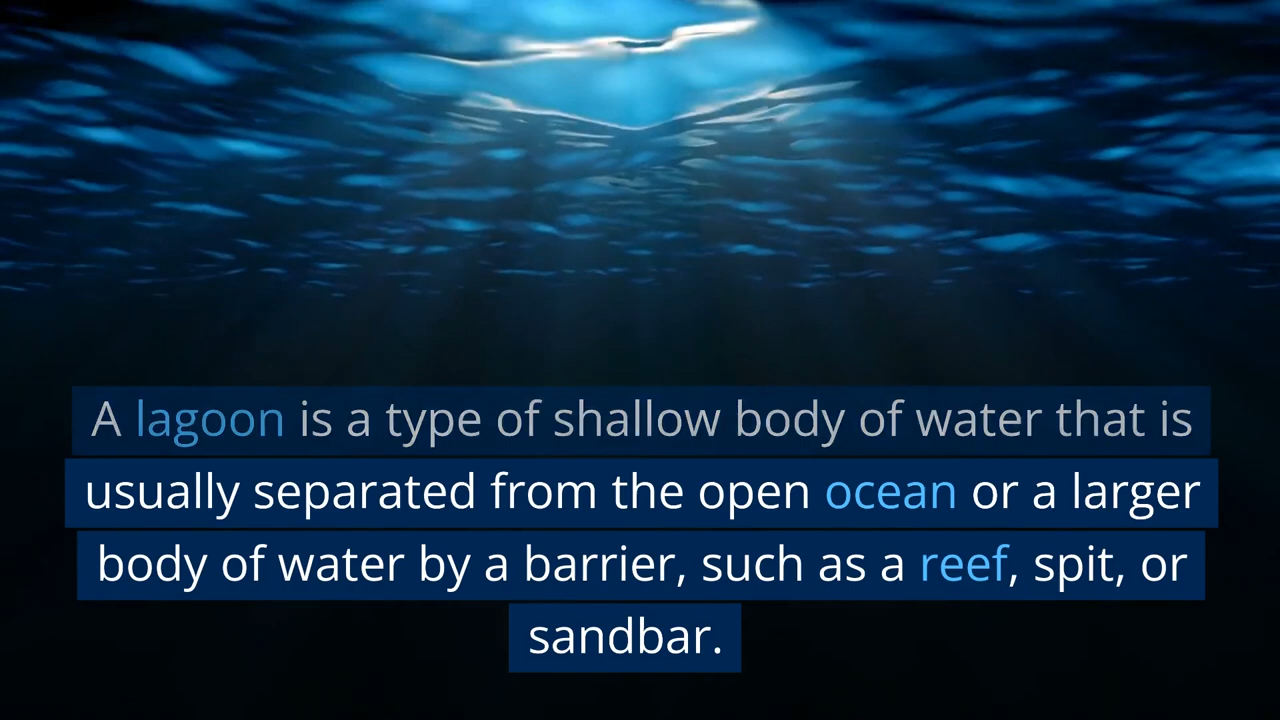 A lagoon is a type of shallow body of water that is
usually separated from the open ocean or a larger
body of water by a barrier, such as a reef, spit, or
sandbar.